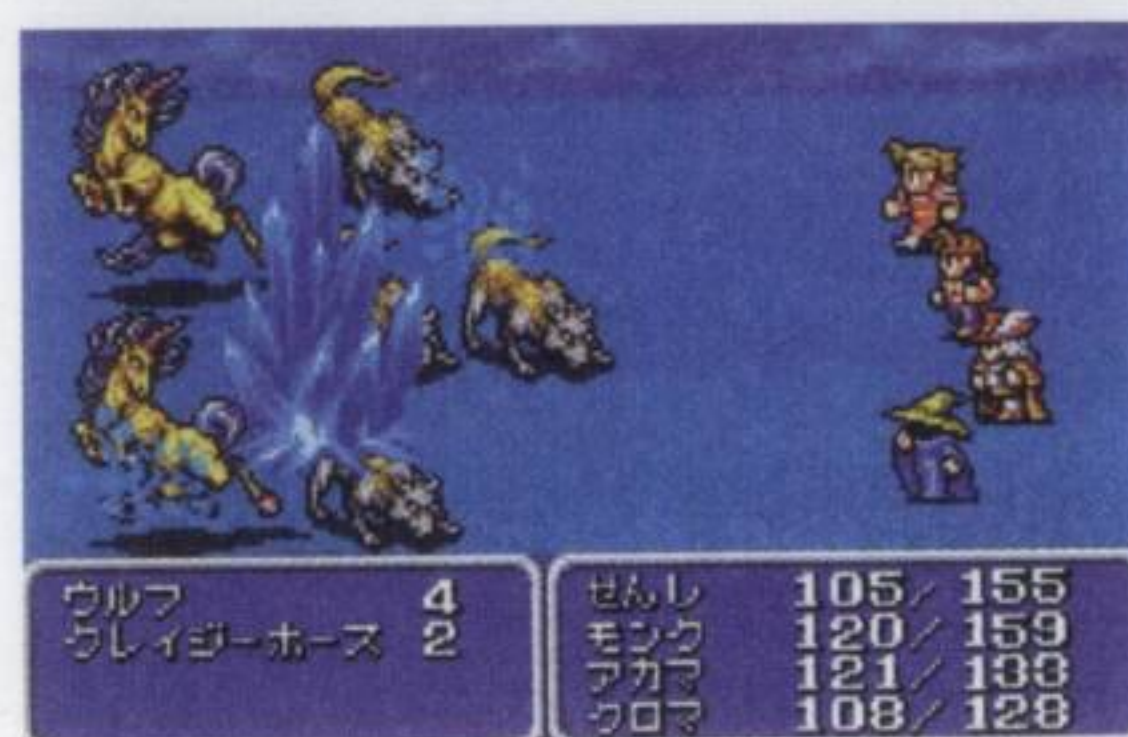 ウルフ 4
クレイジーホース 2
せんし 105/ 155
モンク 120/ 159
アカマ 121/ 133
クロマ 108/ 128